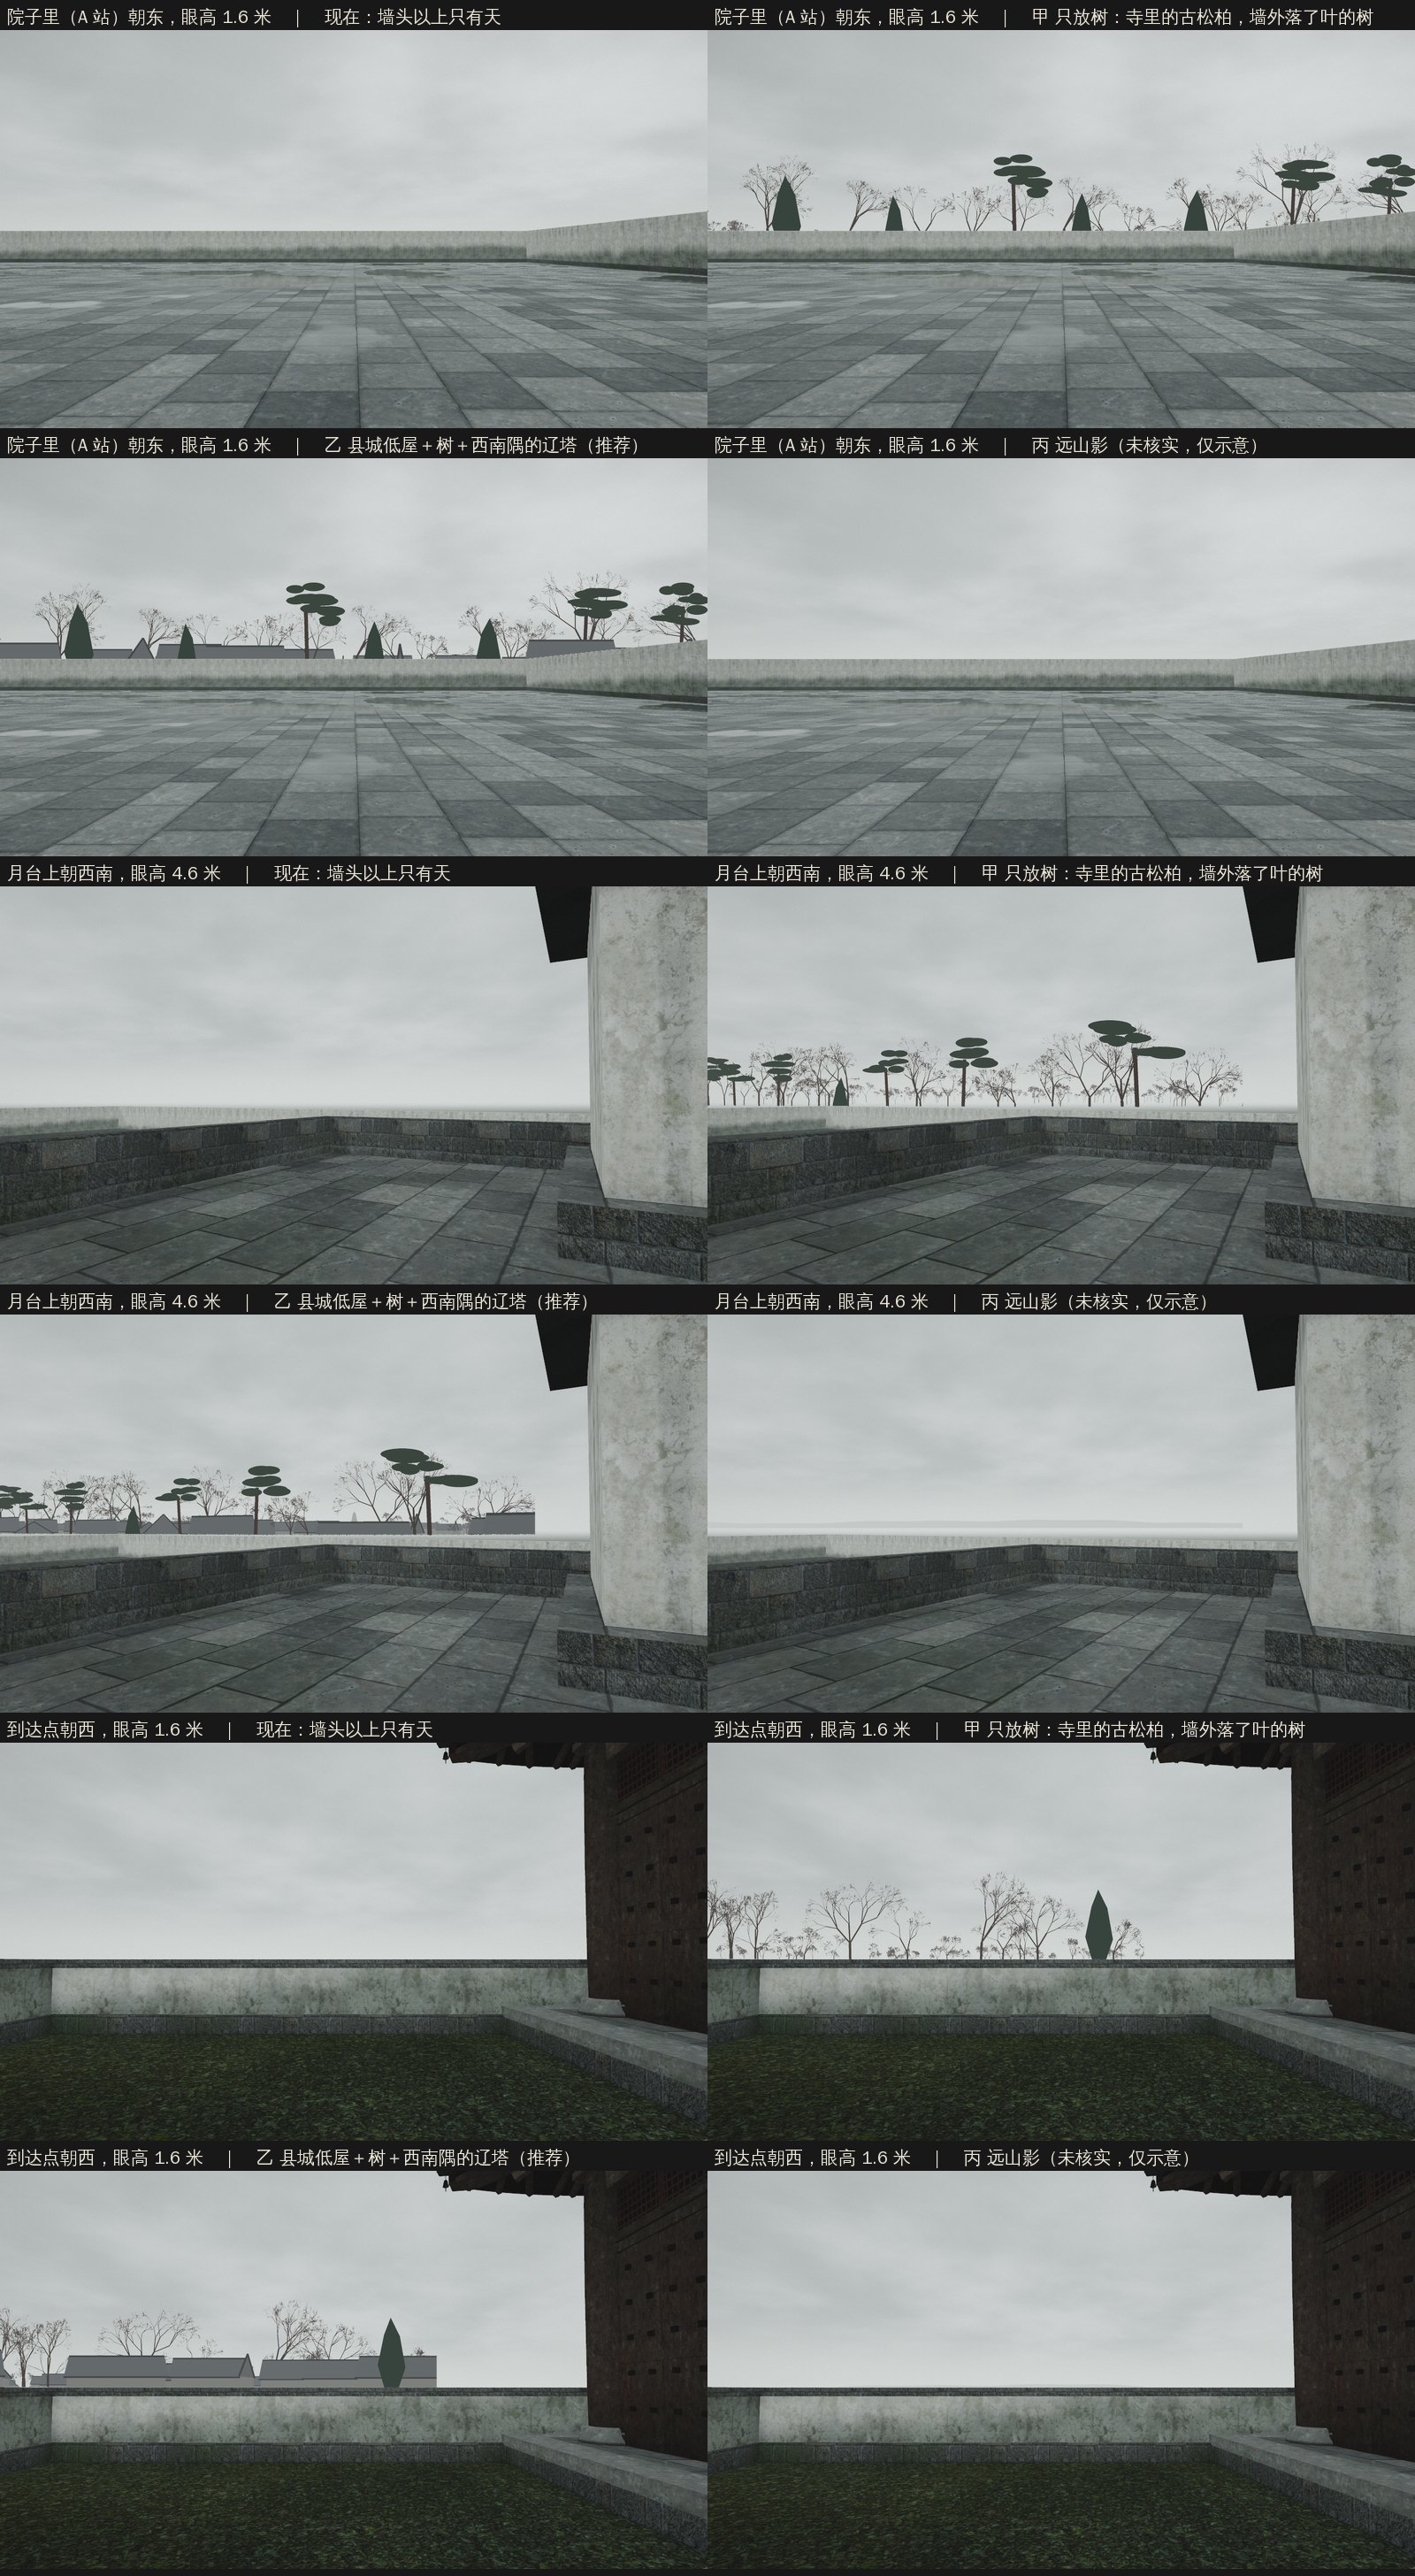 院子里（A 站）朝东，眼高 1.6 米 ｜ 现在：墙头以上只有天
院子里（A 站）朝东，眼高 1.6 米 ｜ 甲 只放树：寺里的古松柏，墙外落了叶的树
院子里（A 站）朝东，眼高 1.6 米 ｜ 乙 县城低屋＋树＋西南隅的辽塔（推荐）
院子里（A 站）朝东，眼高 1.6 米 ｜ 丙 远山影（未核实，仅示意）
月台上朝西南，眼高 4.6 米 ｜ 现在：墙头以上只有天
月台上朝西南，眼高 4.6 米 ｜ 甲 只放树：寺里的古松柏，墙外落了叶的树
月台上朝西南，眼高 4.6 米 ｜ 乙 县城低屋＋树＋西南隅的辽塔（推荐）
月台上朝西南，眼高 4.6 米 ｜ 丙 远山影（未核实，仅示意）
到达点朝西，眼高 1.6 米 ｜ 现在：墙头以上只有天
到达点朝西，眼高 1.6 米 ｜ 甲 只放树：寺里的古松柏，墙外落了叶的树
到达点朝西，眼高 1.6 米 ｜ 乙 县城低屋＋树＋西南隅的辽塔（推荐）
到达点朝西，眼高 1.6 米 ｜ 丙 远山影（未核实，仅示意）